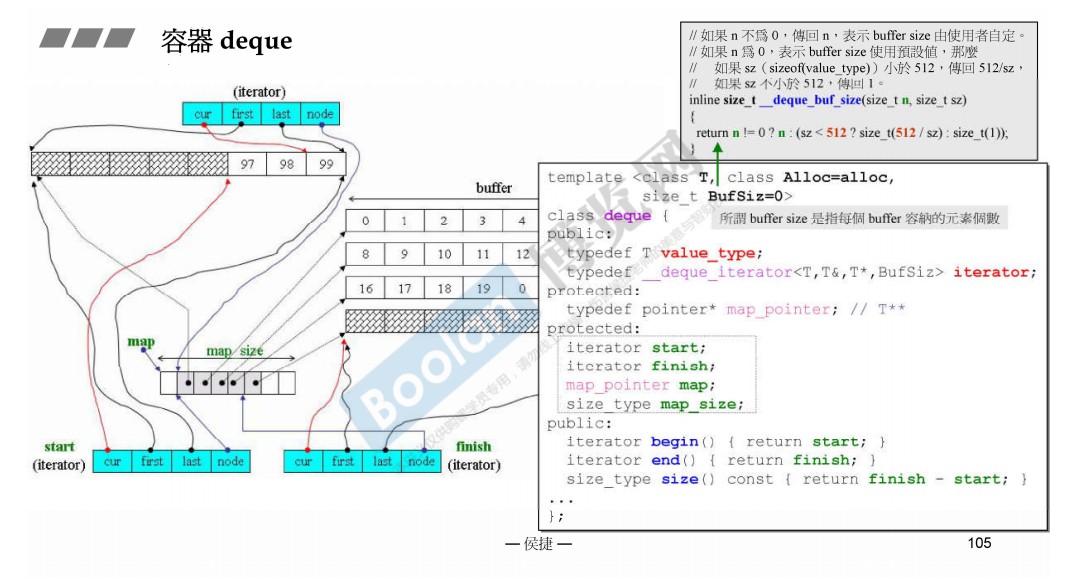 容器 deque
// 如果 n 不為 0，傳回 n，表示 buffer size 由使用者自定。
// 如果 n 為 0，表示 buffer size 使用預設值，那麼
// 如果 sz（sizeof(value_type)）小於 512，傳回 512/sz，
// 如果 sz 不小於 512，傳回 1。
inline size_t __deque_buf_size(size_t n, size_t sz)
{
return n != 0 ? n : (sz < 512 ? size_t(512 / sz) : size_t(1));
}
(iterator)
cur first last node
97 98 99
buffer
0 1 2 3 4
8 9 10 11 12
16 17 18 19 0
map
map size
start
(iterator)
cur first last node
cur first last node
finish
(iterator)
template <class T, class Alloc=alloc,
size_t BufSiz=0>
class deque {
所謂 buffer size 是指每個 buffer 容納的元素個數
public:
typedef T value_type;
typedef __deque_iterator<T,T&,T*,BufSiz> iterator;
protected:
typedef pointer* map_pointer; // T**
protected:
iterator start;
iterator finish;
map_pointer map;
size_type map_size;
public:
iterator begin() { return start; }
iterator end() { return finish; }
size_type size() const { return finish - start; }
...
};
Boolan
博览网
— 侯捷 —
105